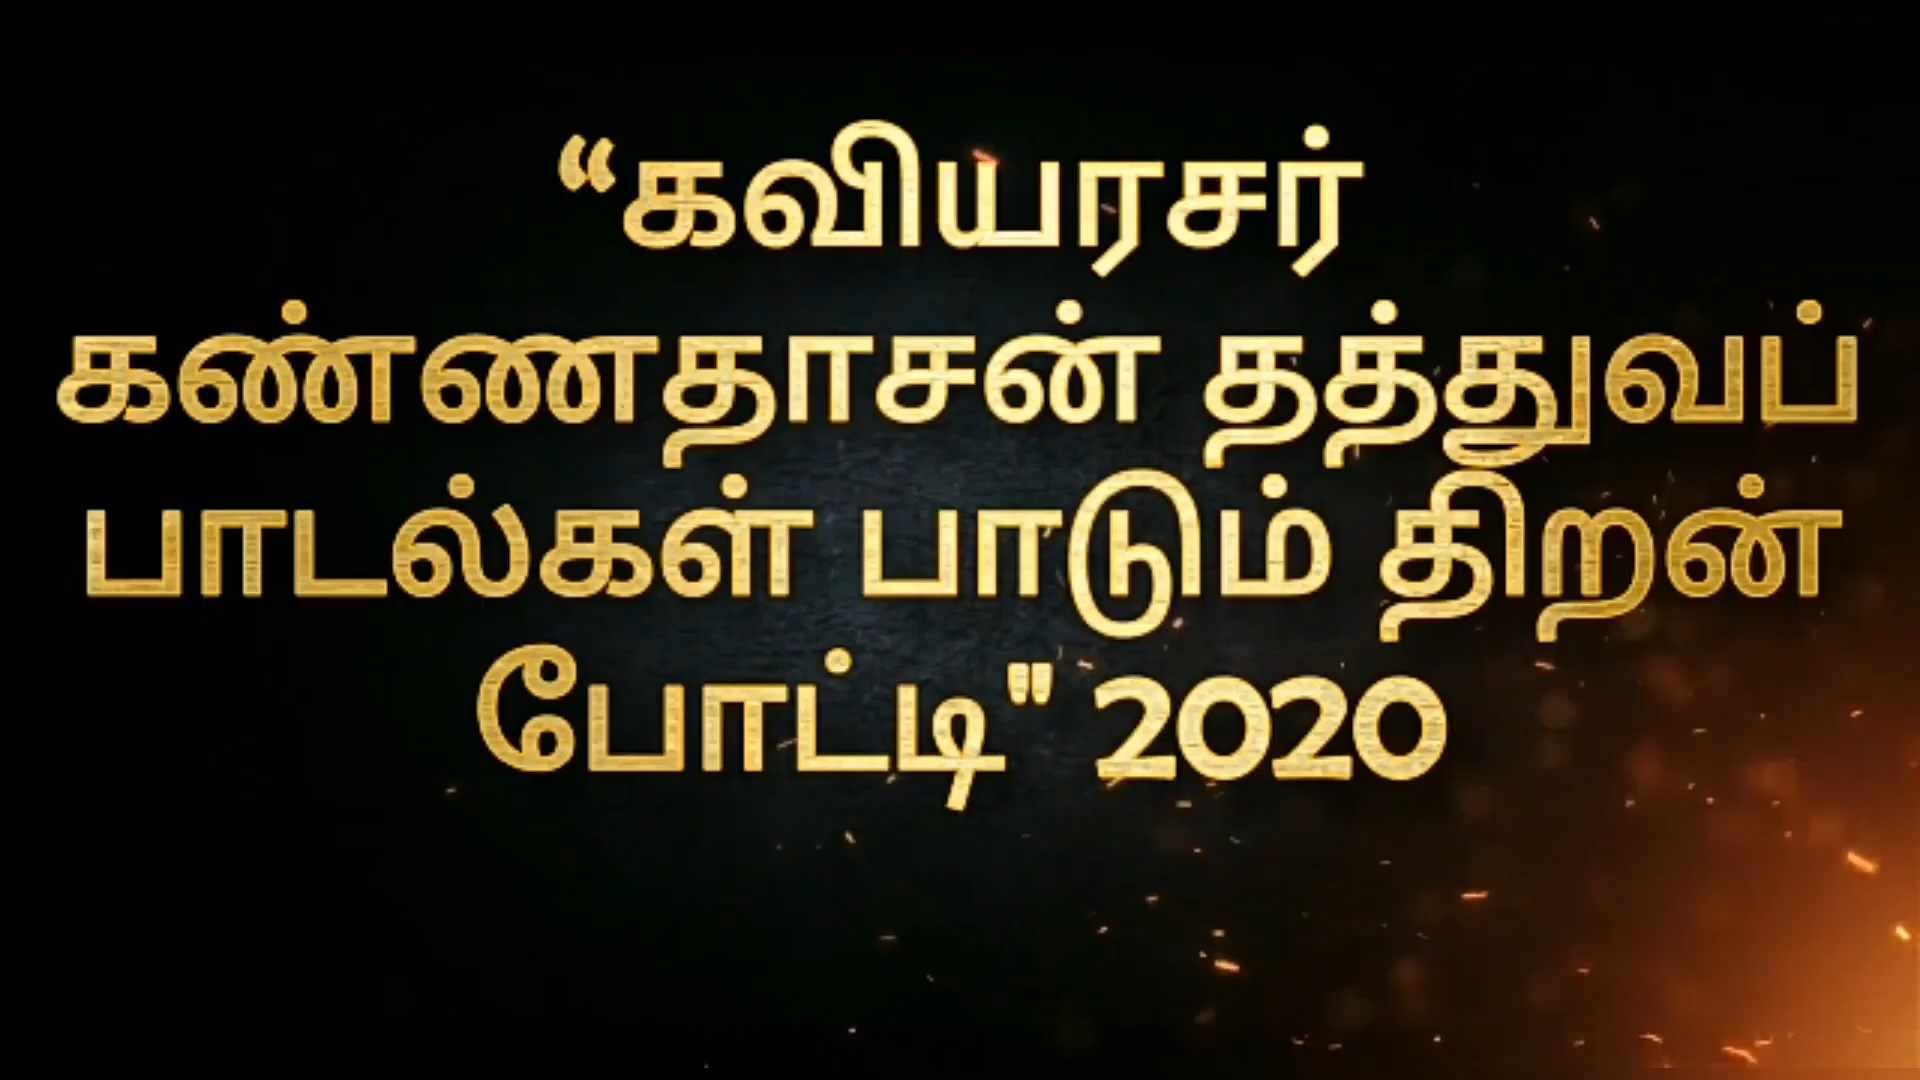 “கவியரசர்
கண்ணதாசன் தத்துவப்
பாடல்கள் பாடும் திறன்
போட்டி" 2020